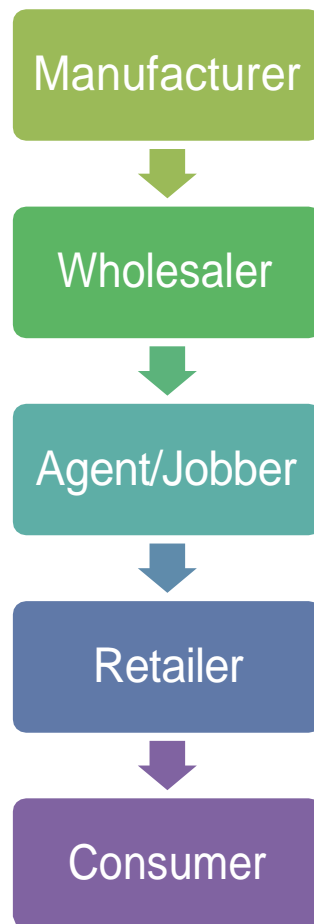 Manufacturer
Wholesaler
Agent/Jobber
Retailer
Consumer